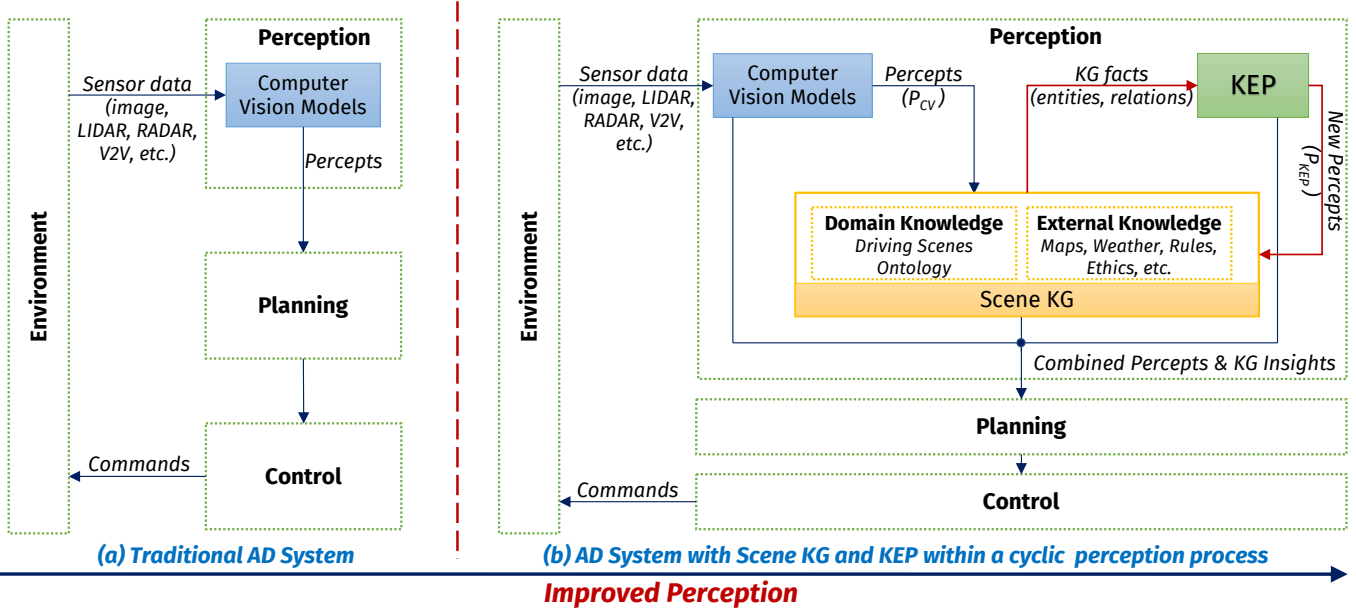 Perception
Computer
Vision Models
Sensor data
(image,
LIDAR, RADAR,
V2V, etc.)
Percepts
Environment
Planning
Control
Commands
(a) Traditional AD System
Perception
Sensor data
(image, LIDAR,
RADAR, V2V,
etc.)
Computer
Vision Models
Percepts
(P_CV)
KG facts
(entities, relations)
KEP
New Percepts
(P_KEP)
Environment
Domain Knowledge
Driving Scenes
Ontology
External Knowledge
Maps, Weather, Rules,
Ethics, etc.
Scene KG
Combined Percepts & KG Insights
Planning
Control
Commands
(b) AD System with Scene KG and KEP within a cyclic perception process
Improved Perception